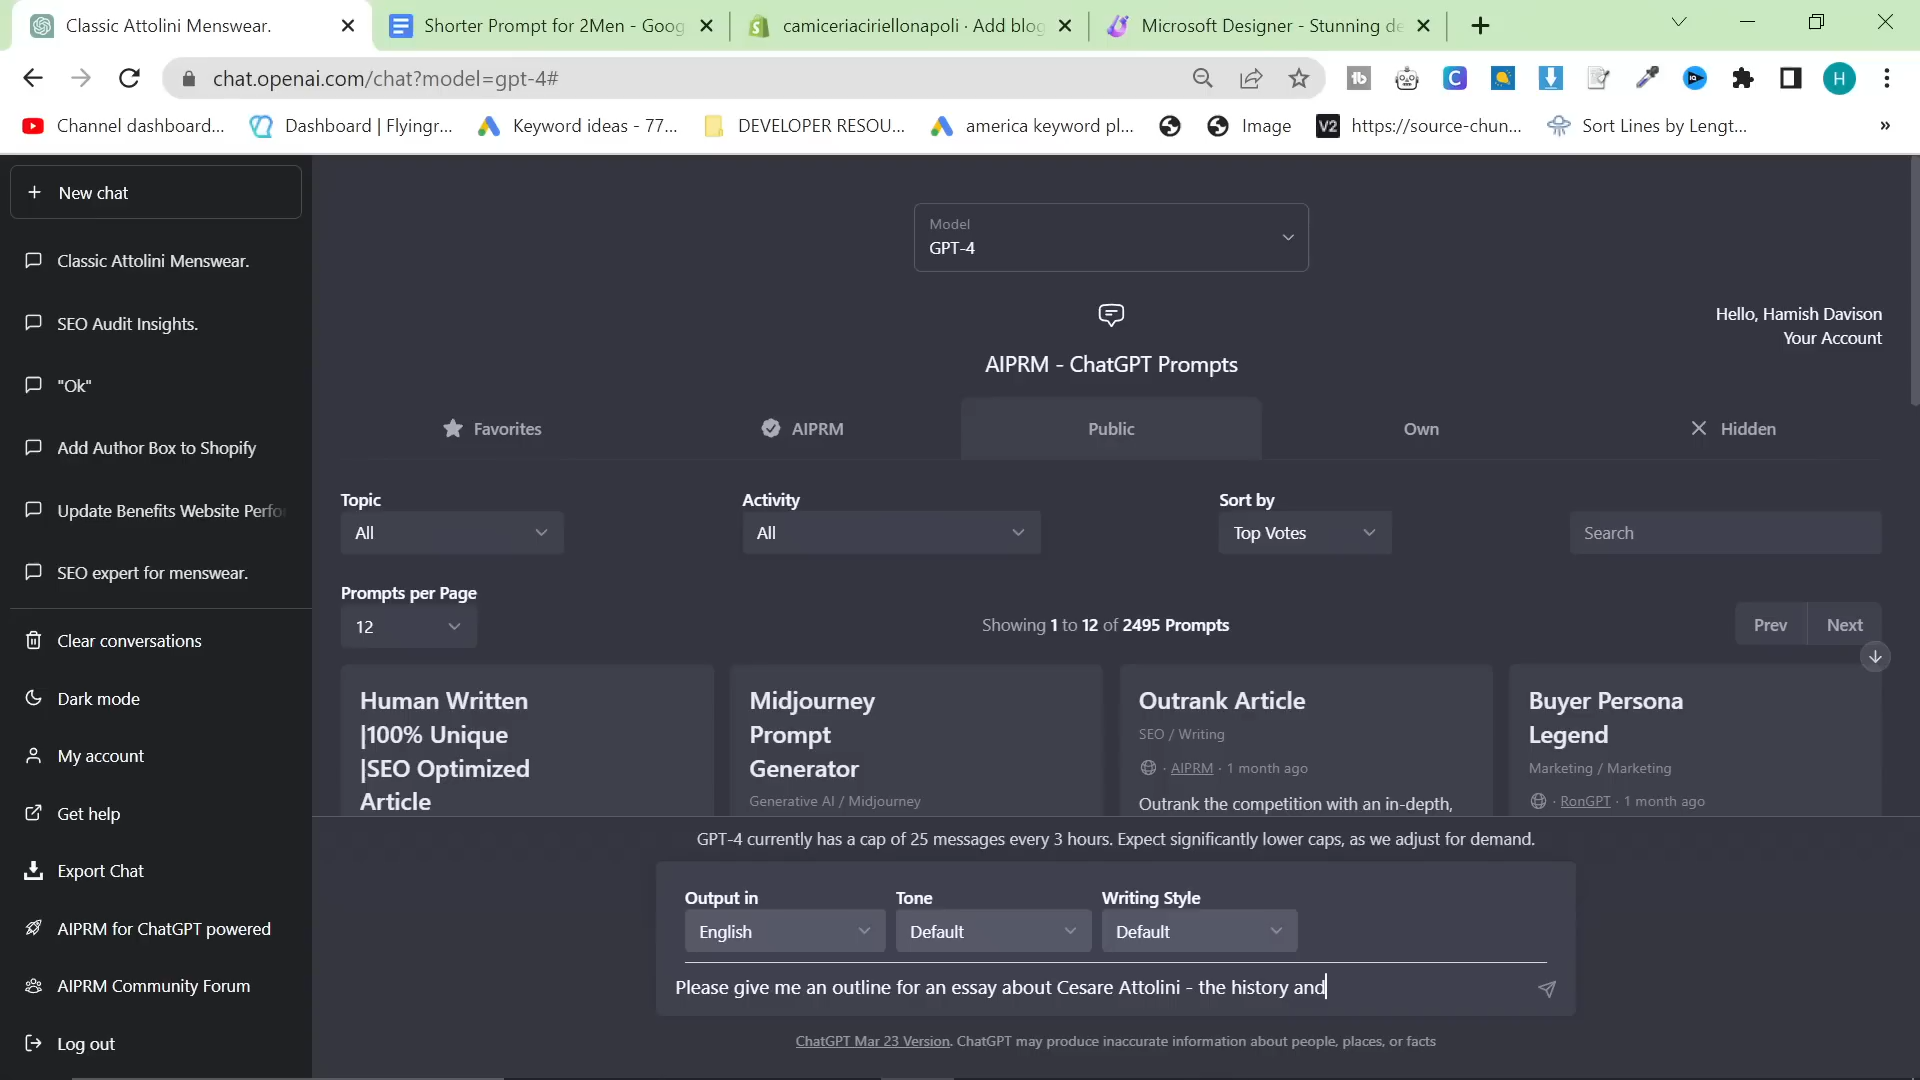 Classic Attolini Menswear.
Shorter Prompt for 2Men - Goog
camiceriaciriellonapoli · Add blog
Microsoft Designer - Stunning de
chat.openai.com/chat?model=gpt-4#
tb
C
H
Channel dashboard...
Dashboard | Flyingr...
Keyword ideas - 77...
DEVELOPER RESOU...
america keyword pl...
Image
V2
https://source-chun...
Sort Lines by Lengt...
»
New chat
Classic Attolini Menswear.
SEO Audit Insights.
"Ok"
Add Author Box to Shopify
Update Benefits Website Perfo
SEO expert for menswear.
Clear conversations
Dark mode
My account
Get help
Export Chat
AIPRM for ChatGPT powered
AIPRM Community Forum
Log out
Model
GPT-4
Hello, Hamish Davison
Your Account
AIPRM - ChatGPT Prompts
Favorites
AIPRM
Public
Own
Hidden
Topic
All
Activity
All
Sort by
Top Votes
Search
Prompts per Page
12
Showing 1 to 12 of 2495 Prompts
Prev
Next
Human Written
|100% Unique
|SEO Optimized
Article
Midjourney
Prompt
Generator
Generative AI / Midjourney
Outrank Article
SEO / Writing
· AIPRM · 1 month ago
Outrank the competition with an in-depth,
Buyer Persona
Legend
Marketing / Marketing
· RonGPT · 1 month ago
GPT-4 currently has a cap of 25 messages every 3 hours. Expect significantly lower caps, as we adjust for demand.
Output in
English
Tone
Default
Writing Style
Default
Please give me an outline for an essay about Cesare Attolini - the history and
ChatGPT Mar 23 Version. ChatGPT may produce inaccurate information about people, places, or facts